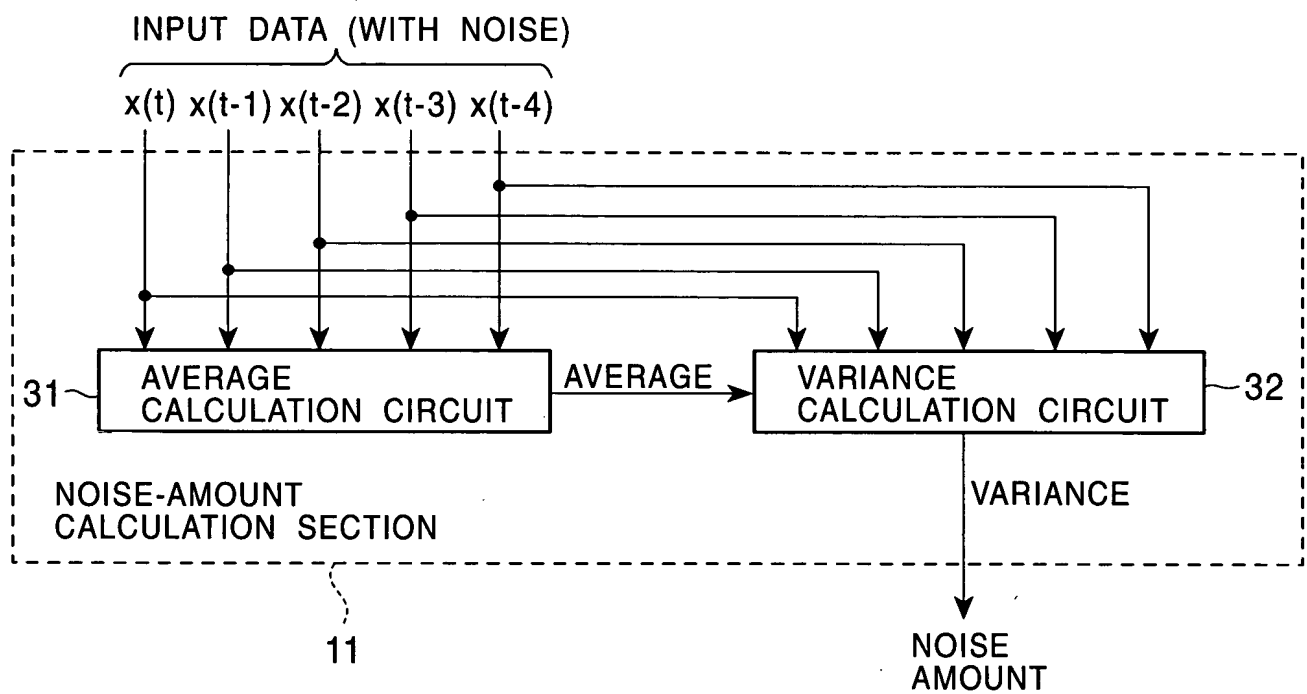 INPUT DATA (WITH NOISE)
x(t) x(t-1) x(t-2) x(t-3) x(t-4)
31
AVERAGE
CALCULATION CIRCUIT
AVERAGE
VARIANCE
CALCULATION CIRCUIT
32
NOISE-AMOUNT
CALCULATION SECTION
VARIANCE
11
NOISE
AMOUNT